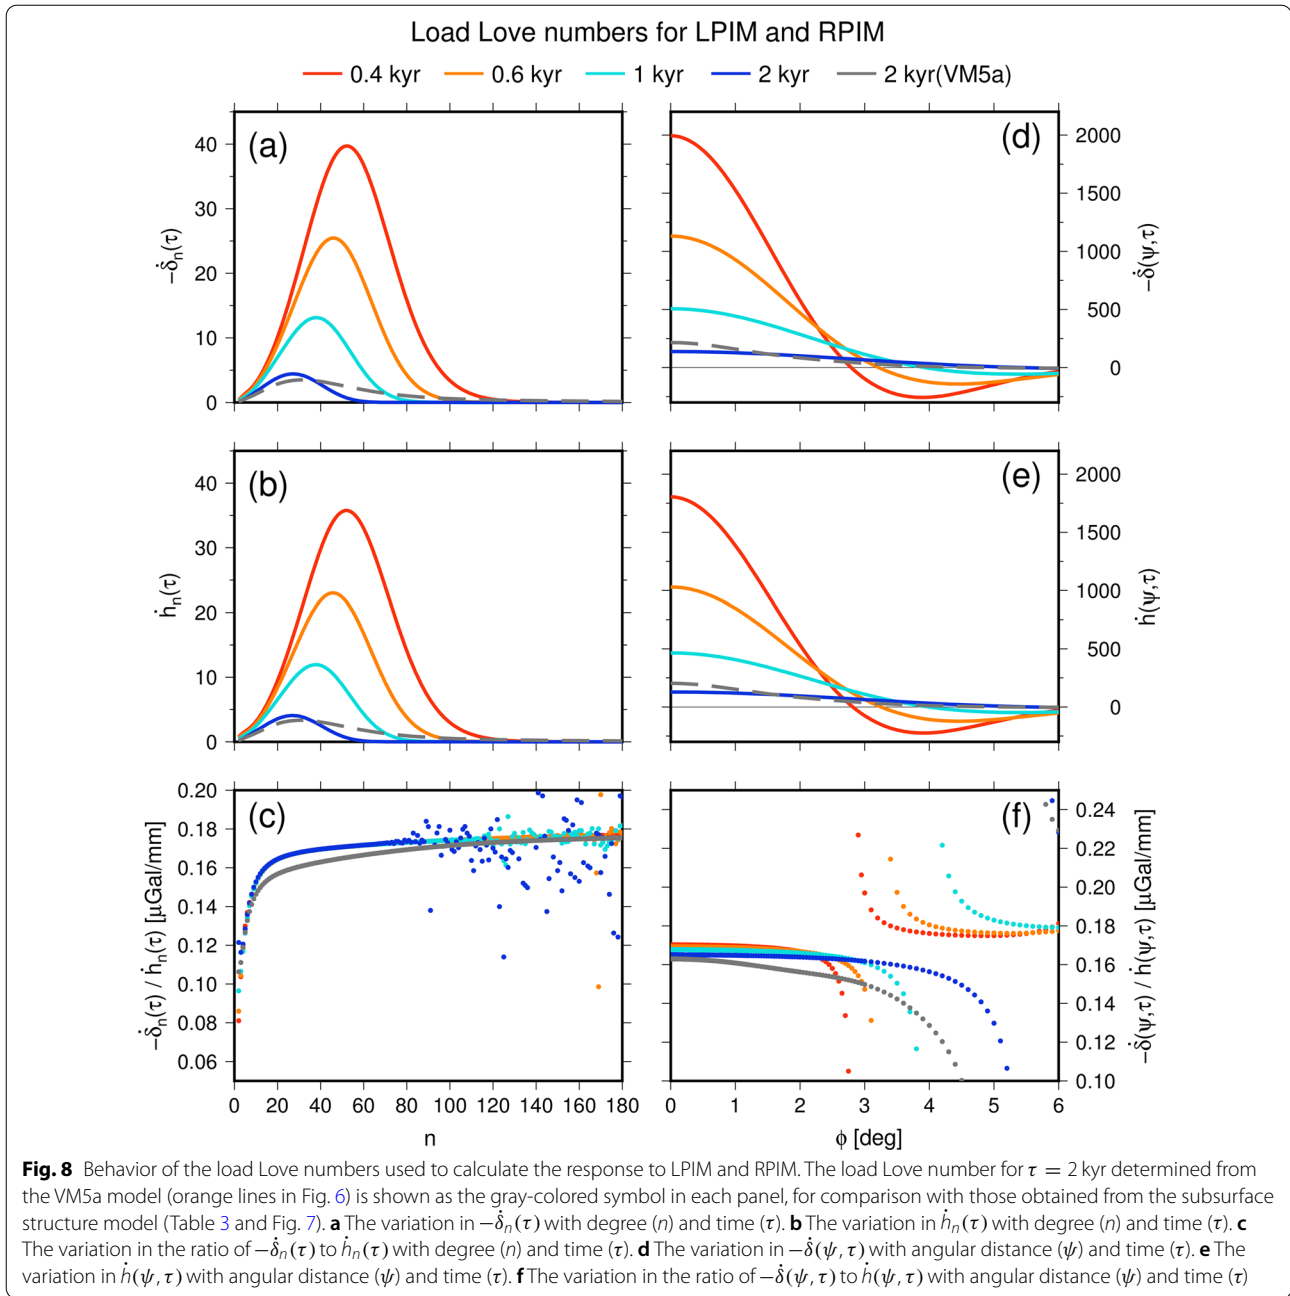 Load Love numbers for LPIM and RPIM
0.4 kyr 0.6 kyr 1 kyr 2 kyr 2 kyr(VM5a)
(a)
40
30
20
10
0
−δ̇ₙ(τ)
(d)
2000
1500
1000
500
0
−δ̇(ψ,τ)
(b)
40
30
20
10
0
ḣₙ(τ)
(e)
2000
1500
1000
500
0
ḣ(ψ,τ)
(c)
0.20
0.18
0.16
0.14
0.12
0.10
0.08
0.06
−δ̇ₙ(τ) / ḣₙ(τ) [μGal/mm]
0 20 40 60 80 100 120 140 160 180
n
(f)
0.24
0.22
0.20
0.18
0.16
0.14
0.12
0.10
−δ̇(ψ,τ) / ḣ(ψ,τ) [μGal/mm]
0 1 2 3 4 5 6
ϕ [deg]
Fig. 8 Behavior of the load Love numbers used to calculate the response to LPIM and RPIM. The load Love number for τ = 2 kyr determined from
the VM5a model (orange lines in Fig. 6) is shown as the gray-colored symbol in each panel, for comparison with those obtained from the subsurface
structure model (Table 3 and Fig. 7). a The variation in −δ̇ₙ(τ) with degree (n) and time (τ). b The variation in ḣₙ(τ) with degree (n) and time (τ). c
The variation in the ratio of −δ̇ₙ(τ) to ḣₙ(τ) with degree (n) and time (τ). d The variation in −δ̇(ψ, τ) with angular distance (ψ) and time (τ). e The
variation in ḣ(ψ, τ) with angular distance (ψ) and time (τ). f The variation in the ratio of −δ̇(ψ, τ) to ḣ(ψ, τ) with angular distance (ψ) and time (τ)